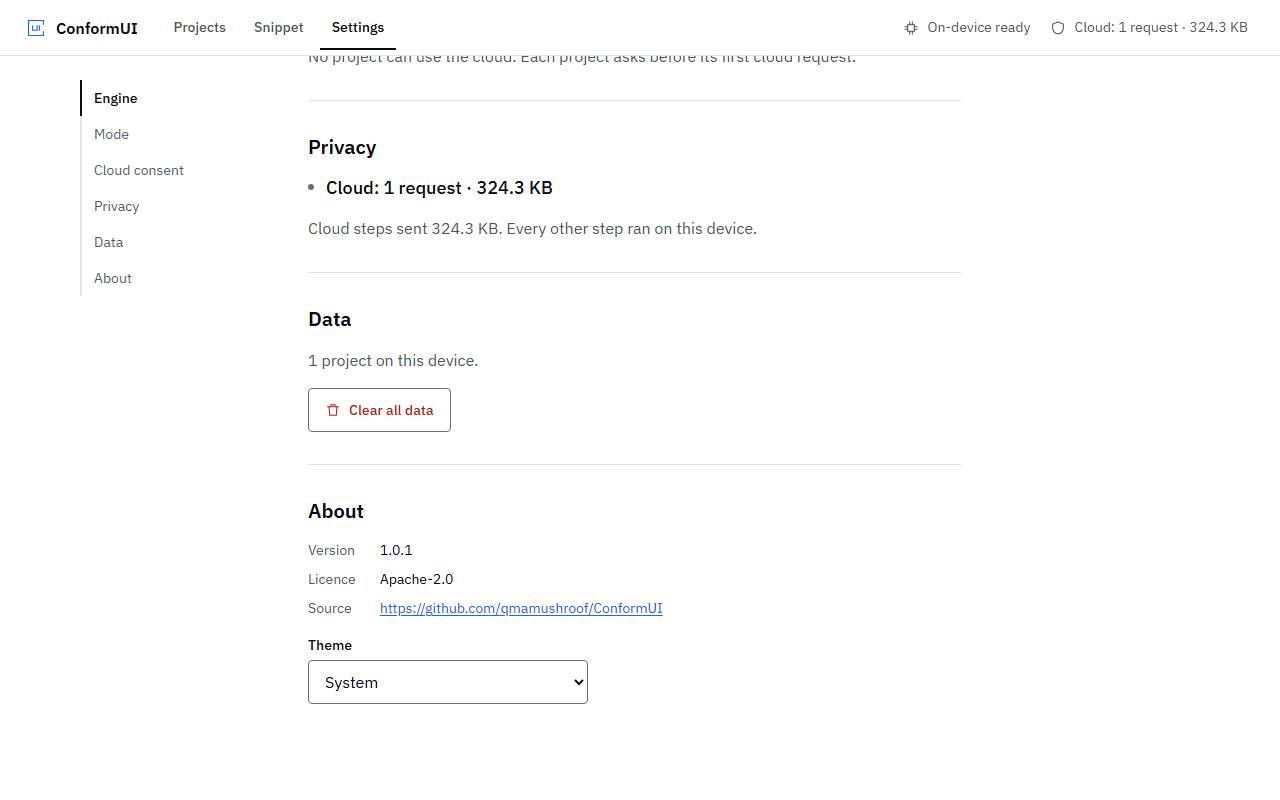 UI ConformUI
Projects
Snippet
Settings
On-device ready
Cloud: 1 request · 324.3 KB
Engine
Mode
Cloud consent
Privacy
Data
About
No project can use the cloud. Each project asks before its first cloud request.
Privacy
Cloud: 1 request · 324.3 KB
Cloud steps sent 324.3 KB. Every other step ran on this device.
Data
1 project on this device.
Clear all data
About
Version 1.0.1
Licence Apache-2.0
Source https://github.com/qmamushroof/ConformUI
Theme
System